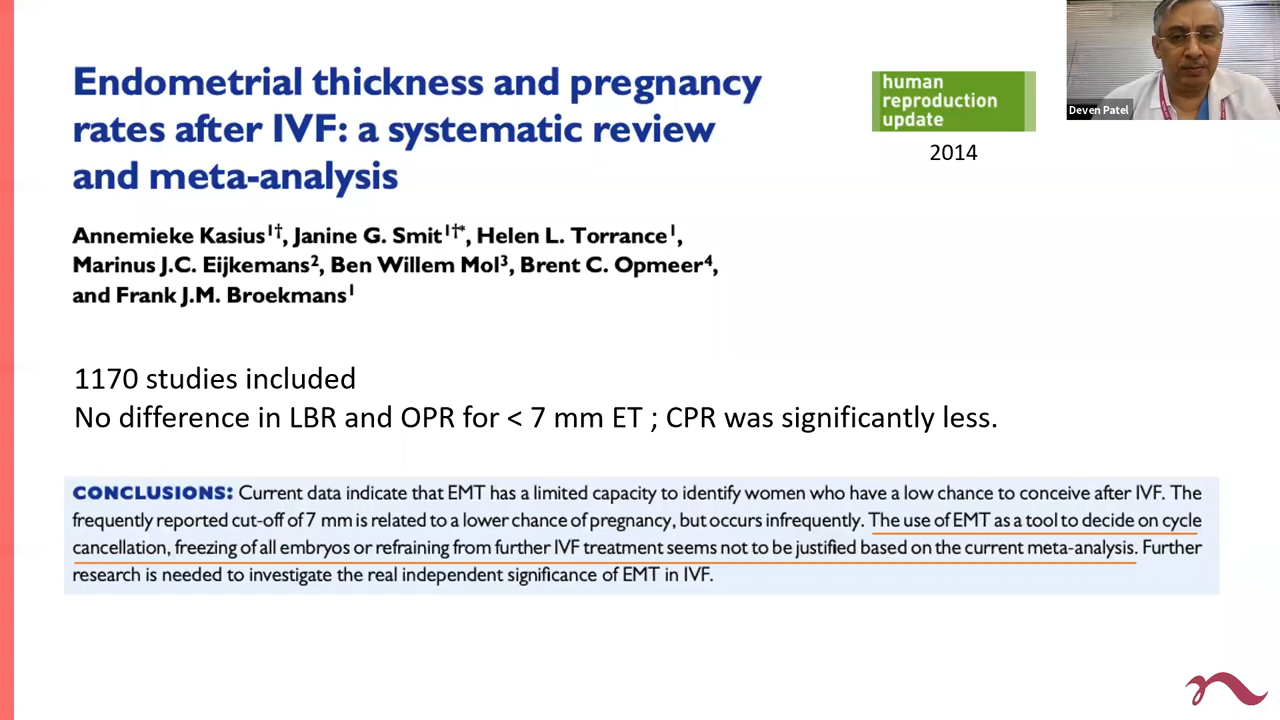 Endometrial thickness and pregnancy
rates after IVF: a systematic review
and meta-analysis
human
reproduction
update
2014
Deven Patel
Annemieke Kasius¹†, Janine G. Smit¹†*, Helen L. Torrance¹,
Marinus J.C. Eijkemans², Ben Willem Mol³, Brent C. Opmeer⁴,
and Frank J.M. Broekmans¹
1170 studies included
No difference in LBR and OPR for < 7 mm ET ; CPR was significantly less.
CONCLUSIONS: Current data indicate that EMT has a limited capacity to identify women who have a low chance to conceive after IVF. The
frequently reported cut-off of 7 mm is related to a lower chance of pregnancy, but occurs infrequently. The use of EMT as a tool to decide on cycle
cancellation, freezing of all embryos or refraining from further IVF treatment seems not to be justified based on the current meta-analysis. Further
research is needed to investigate the real independent significance of EMT in IVF.